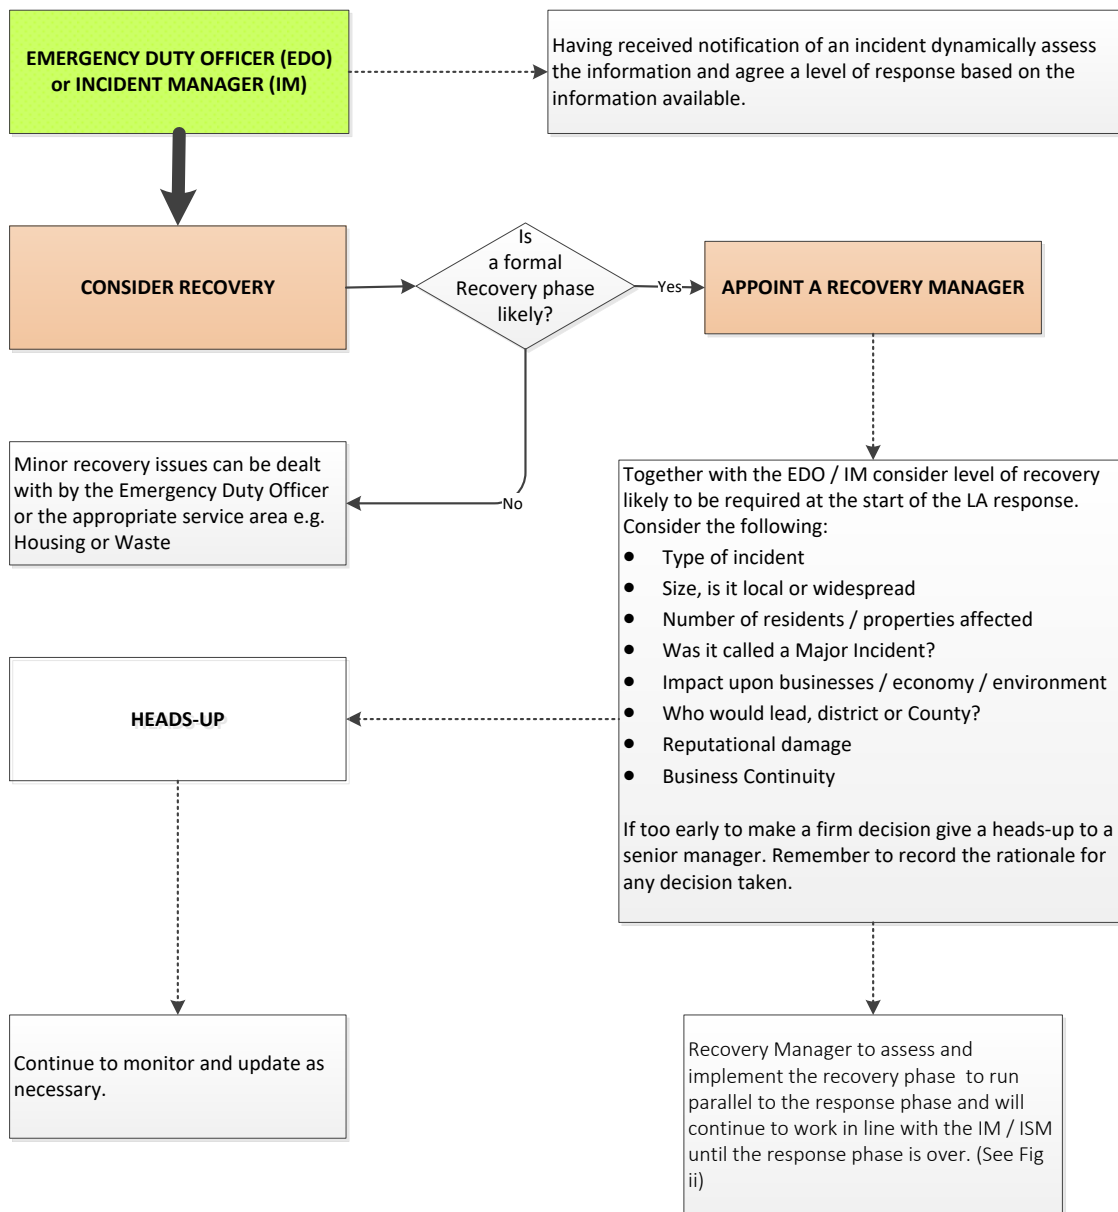 EMERGENCY DUTY OFFICER (EDO)
or INCIDENT MANAGER (IM)
Having received notification of an incident dynamically assess
the information and agree a level of response based on the
information available.
CONSIDER RECOVERY
Is
a formal
Recovery phase
likely?
Yes
APPOINT A RECOVERY MANAGER
No
Minor recovery issues can be dealt
with by the Emergency Duty Officer
or the appropriate service area e.g.
Housing or Waste
Together with the EDO / IM consider level of recovery
likely to be required at the start of the LA response.
Consider the following:
● Type of incident
● Size, is it local or widespread
● Number of residents / properties affected
● Was it called a Major Incident?
● Impact upon businesses / economy / environment
● Who would lead, district or County?
● Reputational damage
● Business Continuity
If too early to make a firm decision give a heads-up to a
senior manager. Remember to record the rationale for
any decision taken.
HEADS-UP
Continue to monitor and update as
necessary.
Recovery Manager to assess and
implement the recovery phase to run
parallel to the response phase and will
continue to work in line with the IM / ISM
until the response phase is over. (See Fig
ii)